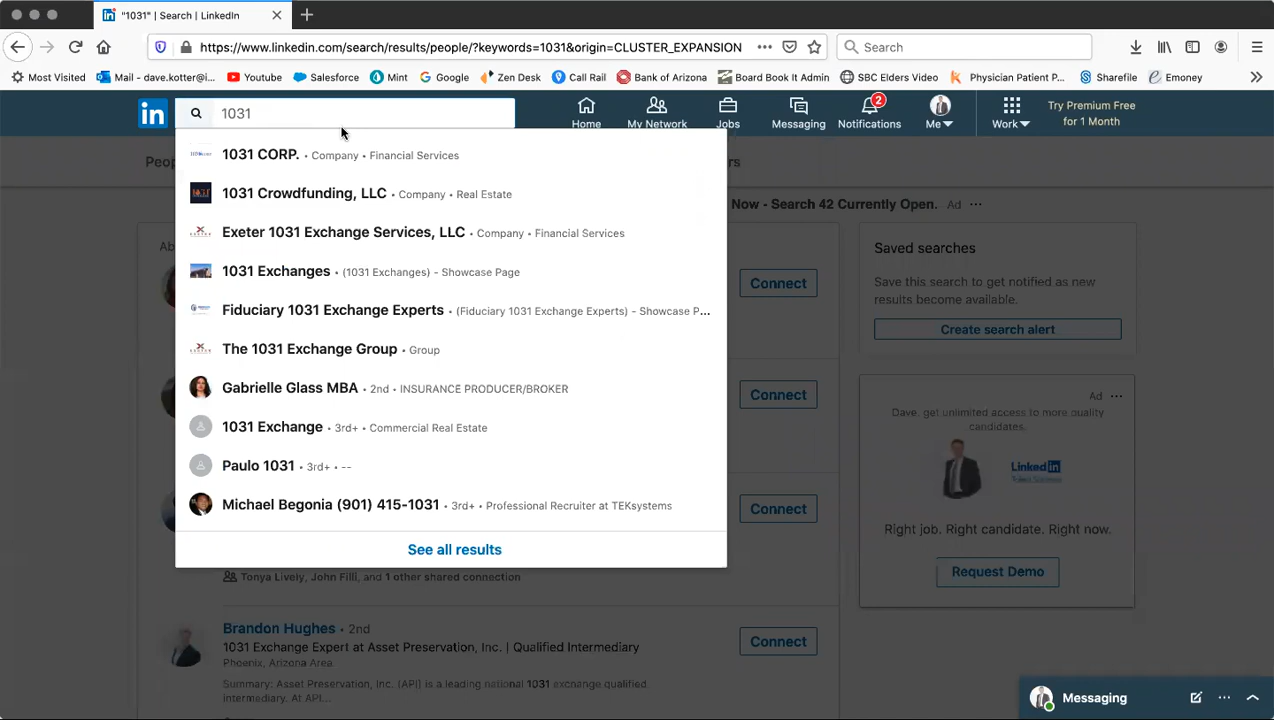 "1031" | Search | LinkedIn
https://www.linkedin.com/search/results/people/?keywords=1031&origin=CLUSTER_EXPANSION
Search
Most Visited
Mail - dave.kotter@i...
Youtube
Salesforce
Mint
Google
Zen Desk
Call Rail
Bank of Arizona
Board Book It Admin
SBC Elders Video
Physician Patient P...
Sharefile
Emoney
in
1031
Home
My Network
Jobs
Messaging
2
Notifications
Me
Work
Try Premium Free
for 1 Month
1031 CORP. • Company • Financial Services
1031 Crowdfunding, LLC • Company • Real Estate
Exeter 1031 Exchange Services, LLC • Company • Financial Services
1031 Exchanges • (1031 Exchanges) - Showcase Page
Fiduciary 1031 Exchange Experts • (Fiduciary 1031 Exchange Experts) - Showcase P...
The 1031 Exchange Group • Group
Gabrielle Glass MBA • 2nd • INSURANCE PRODUCER/BROKER
1031 Exchange • 3rd+ • Commercial Real Estate
Paulo 1031 • 3rd+ • --
Michael Begonia (901) 415-1031 • 3rd+ • Professional Recruiter at TEKsystems
See all results
Now - Search 42 Currently Open. Ad ...
Connect
Connect
Connect
Tonya Lively, John Filli, and 1 other shared connection
Brandon Hughes • 2nd
1031 Exchange Expert at Asset Preservation, Inc. | Qualified Intermediary
Phoenix, Arizona Area
Summary: Asset Preservation, Inc. (API) is a leading national 1031 exchange qualified
intermediary. At API...
Connect
Saved searches
Save this search to get notified as new
results become available.
Create search alert
Ad ...
Dave, get unlimited access to more quality
candidates.
Linkedin
Talent Solutions
Right job. Right candidate. Right now.
Request Demo
Messaging